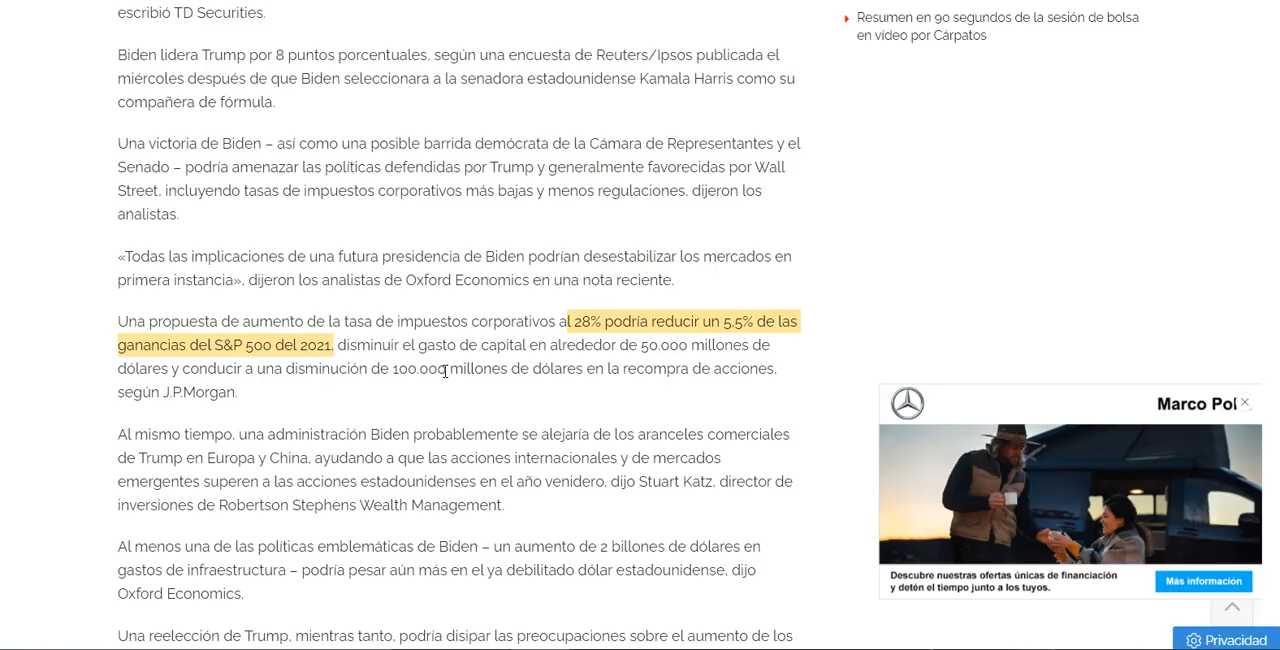 escribió TD Securities.
Biden lidera Trump por 8 puntos porcentuales, según una encuesta de Reuters/Ipsos publicada el
miércoles después de que Biden seleccionara a la senadora estadounidense Kamala Harris como su
compañera de fórmula.
Una victoria de Biden – así como una posible barrida demócrata de la Cámara de Representantes y el
Senado – podría amenazar las políticas defendidas por Trump y generalmente favorecidas por Wall
Street, incluyendo tasas de impuestos corporativos más bajas y menos regulaciones, dijeron los
analistas.
«Todas las implicaciones de una futura presidencia de Biden podrían desestabilizar los mercados en
primera instancia», dijeron los analistas de Oxford Economics en una nota reciente.
Una propuesta de aumento de la tasa de impuestos corporativos al 28% podría reducir un 5,5% de las
ganancias del S&P 500 del 2021, disminuir el gasto de capital en alrededor de 50.000 millones de
dólares y conducir a una disminución de 100.000 millones de dólares en la recompra de acciones,
según J.P.Morgan.
Al mismo tiempo, una administración Biden probablemente se alejaría de los aranceles comerciales
de Trump en Europa y China, ayudando a que las acciones internacionales y de mercados
emergentes superen a las acciones estadounidenses en el año venidero, dijo Stuart Katz, director de
inversiones de Robertson Stephens Wealth Management.
Al menos una de las políticas emblemáticas de Biden – un aumento de 2 billones de dólares en
gastos de infraestructura – podría pesar aún más en el ya debilitado dólar estadounidense, dijo
Oxford Economics.
Una reelección de Trump, mientras tanto, podría disipar las preocupaciones sobre el aumento de los
Resumen en 90 segundos de la sesión de bolsa
en vídeo por Cárpatos
Marco Pol
Descubre nuestras ofertas únicas de financiación
y detén el tiempo junto a los tuyos.
Más información
Privacidad